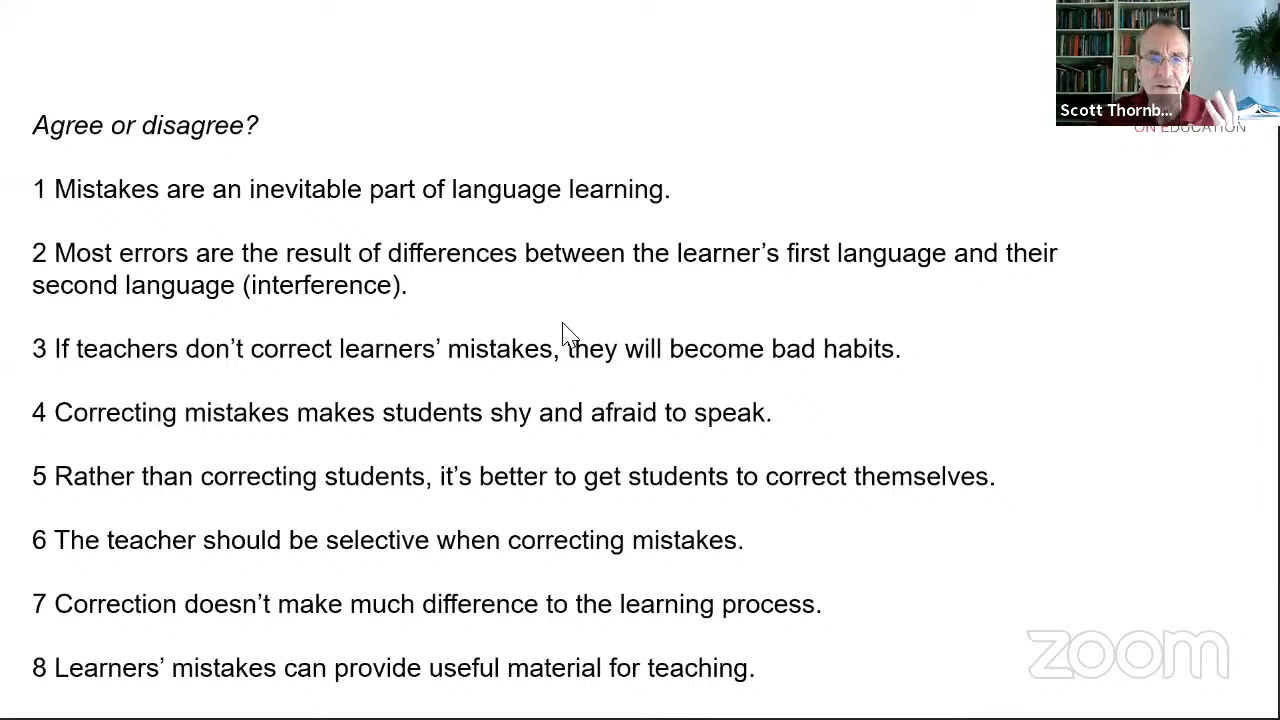 Scott Thornb...
ON EDUCATION
Agree or disagree?
1 Mistakes are an inevitable part of language learning.
2 Most errors are the result of differences between the learner’s first language and their
second language (interference).
3 If teachers don’t correct learners’ mistakes, they will become bad habits.
4 Correcting mistakes makes students shy and afraid to speak.
5 Rather than correcting students, it’s better to get students to correct themselves.
6 The teacher should be selective when correcting mistakes.
7 Correction doesn’t make much difference to the learning process.
8 Learners’ mistakes can provide useful material for teaching.
zoom